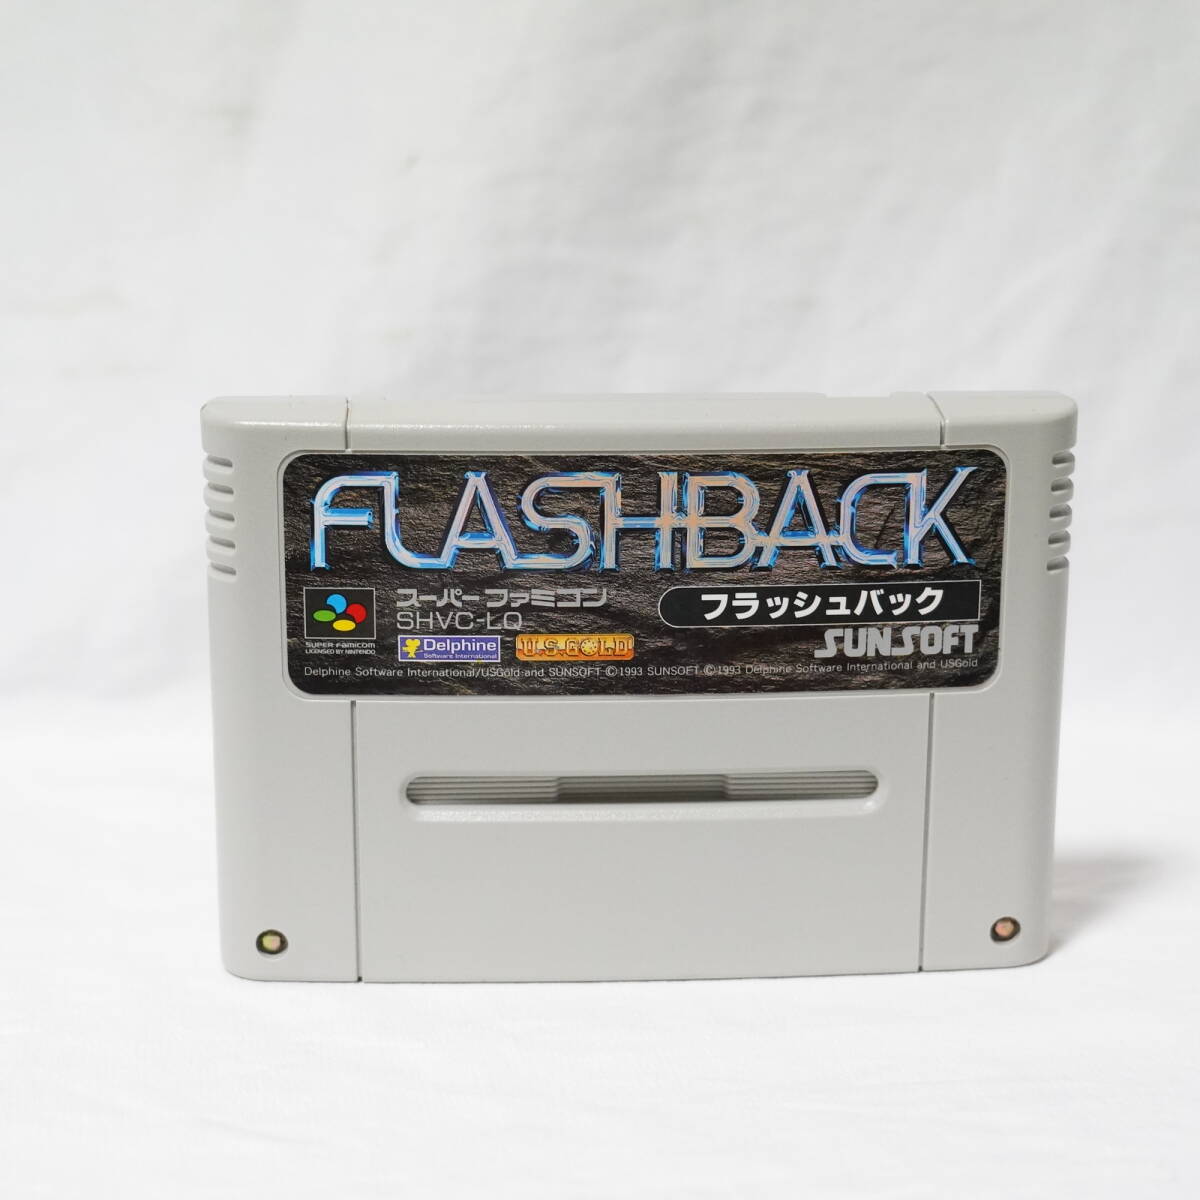 FLASHBACK
スーパーファミコン
SHVC-LQ
フラッシュバック
SUPER FAMICOM
LICENSED BY NINTENDO
Delphine
Software International
U.S.GOLD
SUNSOFT
Delphine Software International/USGold and SUNSOFT ©1993 SUNSOFT ©1993 Delphine Software International and USGold